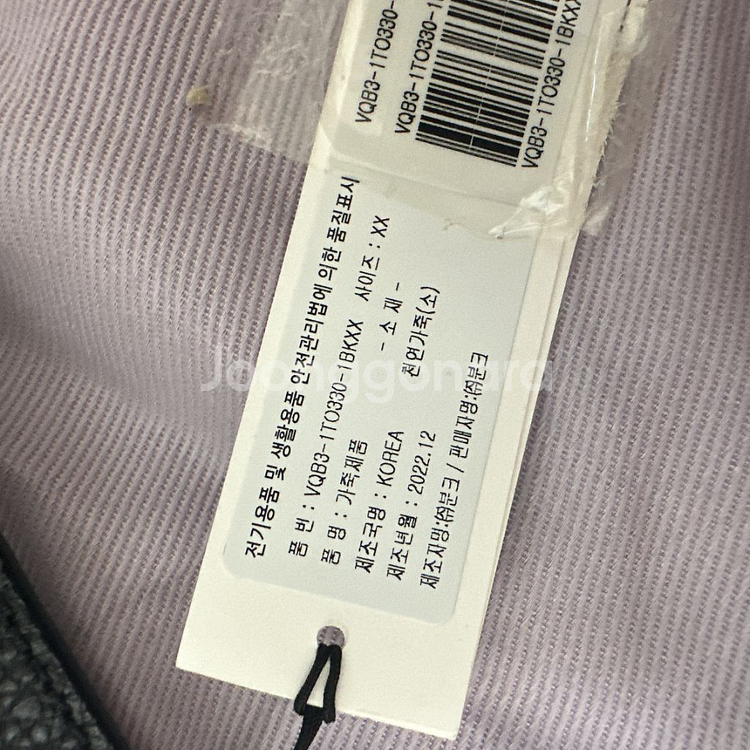 VQB3-1TO330-
VQB3-1TO330-1
VQB3-1TO330-1BKXX
전기용품 및 생활용품 안전관리법에 의한 품질표시
품 번 : VQB3-1TO330-1BKXX 사이즈 : XX
품 명 : 가죽제품 - 소 재 -
제조국명 : KOREA 천연가죽(소)
제조년월 : 2022.12
제조자명:㈜분크 / 판매자명:㈜분크
Joonggonara